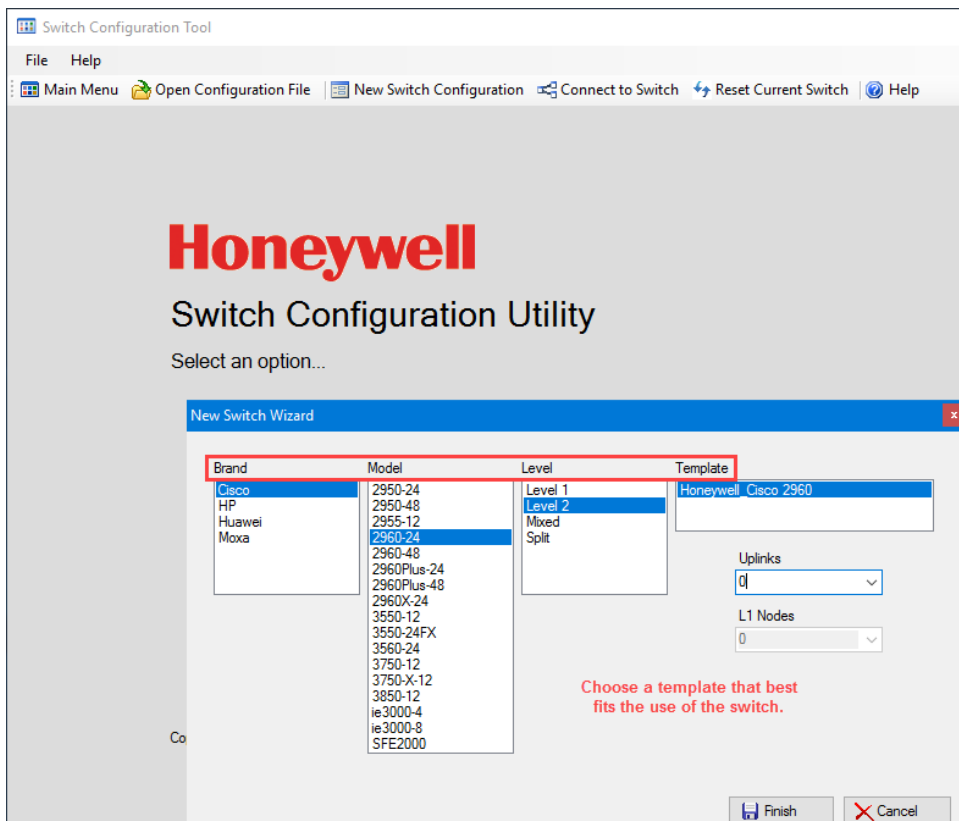 Switch Configuration Tool
File Help
Main Menu Open Configuration File New Switch Configuration Connect to Switch Reset Current Switch Help
Honeywell
Switch Configuration Utility
Select an option...
New Switch Wizard
Brand Model Level Template
Cisco 2950-24 Level 1 Honeywell_Cisco 2960
HP 2950-48 Level 2
Huawei 2955-12 Mixed
Moxa 2960-24 Split
2960-48
2960Plus-24
2960Plus-48
2960X-24
3550-12
3550-24FX
3560-24
3750-12
3750-X-12
3850-12
ie3000-4
ie3000-8
SFE2000
Uplinks
0
L1 Nodes
0
Choose a template that best
fits the use of the switch.
Finish Cancel